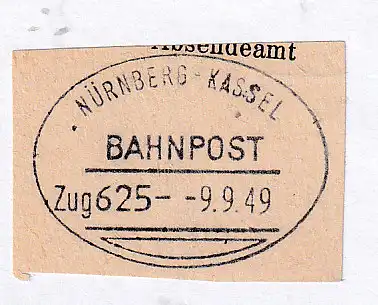 Absendeamt
NÜRNBERG - KASSEL
BAHNPOST
Zug 625- -9.9.49